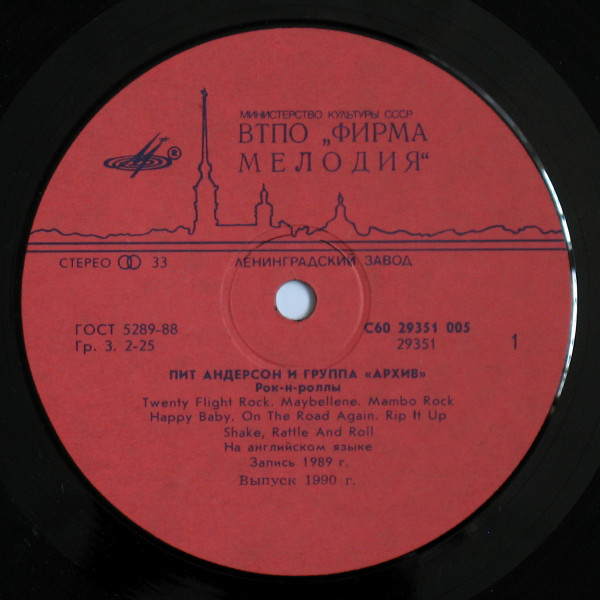 МИНИСТЕРСТВО КУЛЬТУРЫ СССР
ВТПО „ФИРМА
МЕЛОДИЯ“
®
СТЕРЕО 33
ЛЕНИНГРАДСКИЙ ЗАВОД
ГОСТ 5289-88
Гр. 3. 2-25
С60 29351 005
29351
1
ПИТ АНДЕРСОН И ГРУППА «АРХИВ»
Рок-н-роллы
Twenty Flight Rock. Maybellene. Mambo Rock
Happy Baby. On The Road Again. Rip It Up
Shake, Rattle And Roll
На английском языке
Запись 1989 г.
Выпуск 1990 г.